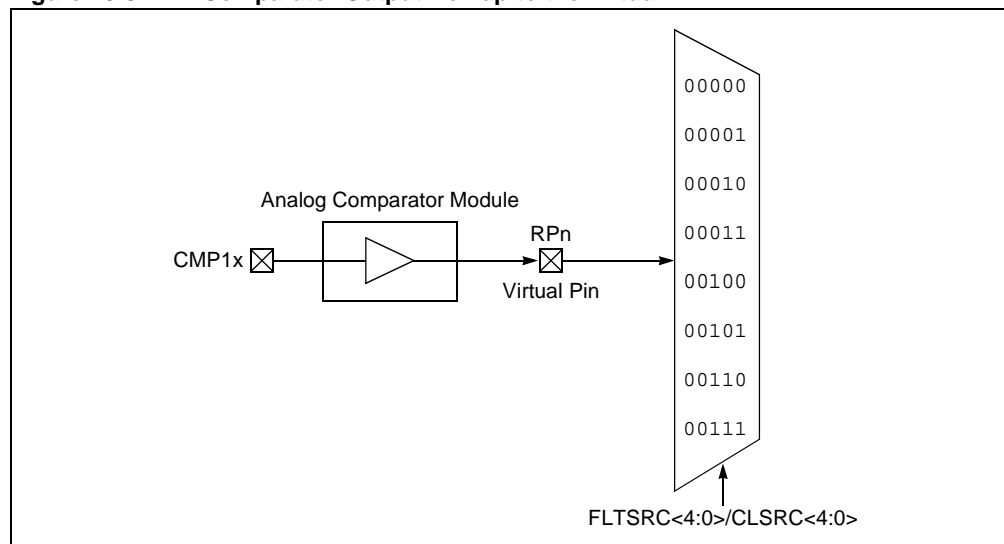 00000
00001
00010
00011
00100
00101
00110
00111
Analog Comparator Module
CMP1x
RPn
Virtual Pin
FLTSRC<4:0>/CLSRC<4:0>